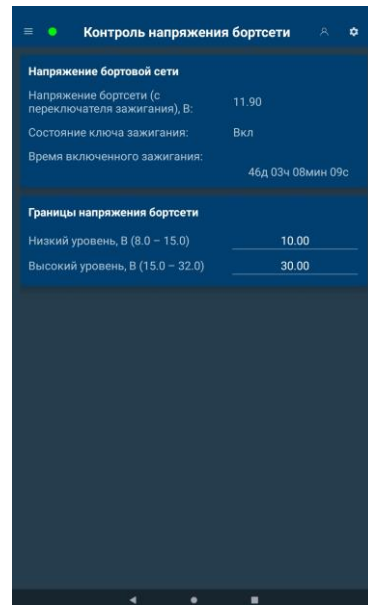 Контроль напряжения бортсети
Напряжение бортовой сети
Напряжение бортсети (с
переключателя зажигания), В:
11.90
Состояние ключа зажигания:
Вкл
Время включенного зажигания:
46д 03ч 08мин 09с
Границы напряжения бортсети
Низкий уровень, В (8.0 – 15.0)
10.00
Высокий уровень, В (15.0 – 32.0)
30.00